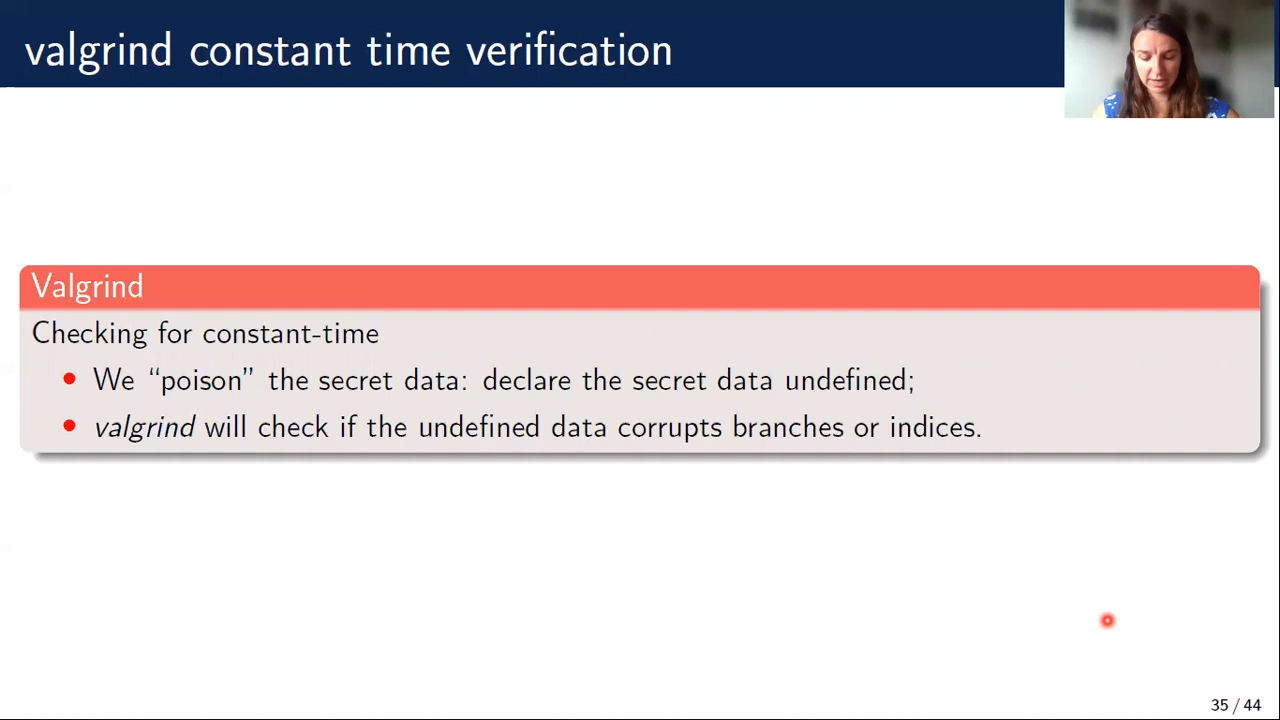 valgrind constant time verification
Valgrind
Checking for constant-time
We “poison” the secret data: declare the secret data undefined;
valgrind will check if the undefined data corrupts branches or indices.
35 / 44